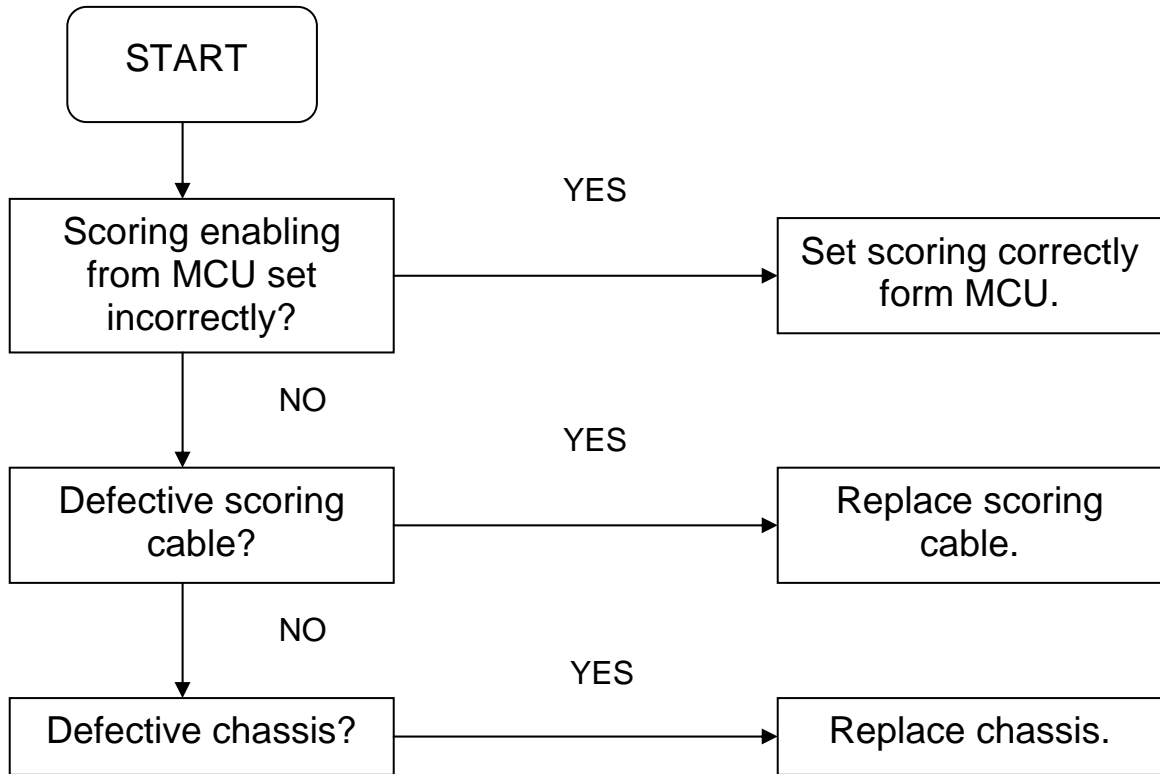 START
Scoring enabling
from MCU set
incorrectly?
YES
Set scoring correctly
form MCU.
NO
Defective scoring
cable?
YES
Replace scoring
cable.
NO
Defective chassis?
YES
Replace chassis.